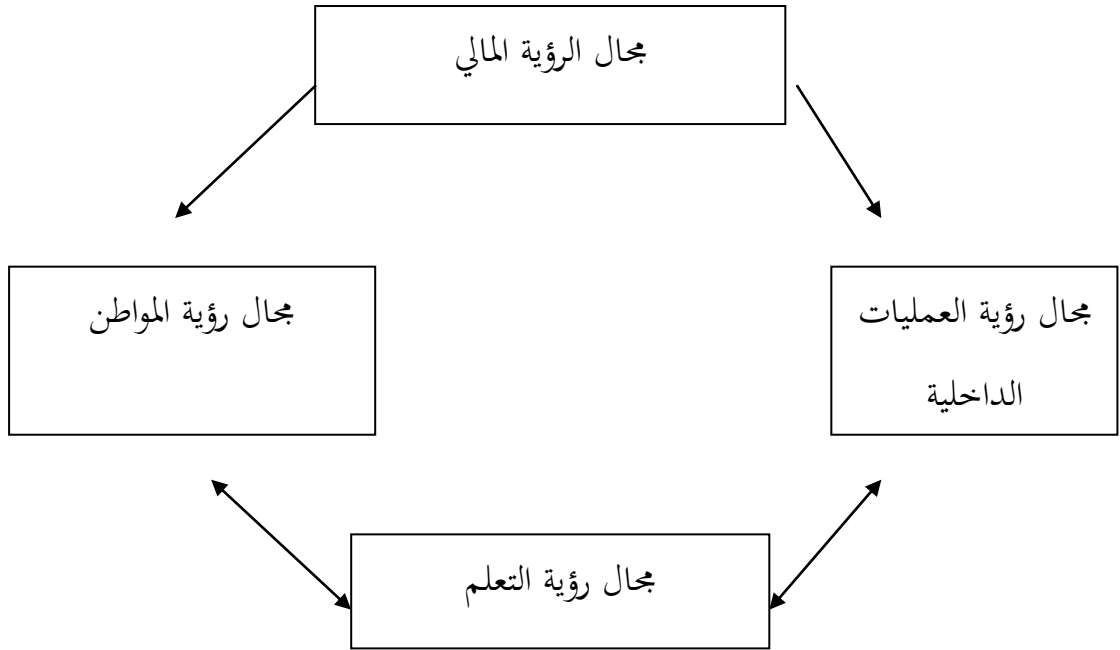 مجال الرؤية المالي
مجال رؤية العمليات
الداخلية
مجال رؤية المواطن
مجال رؤية التعلم